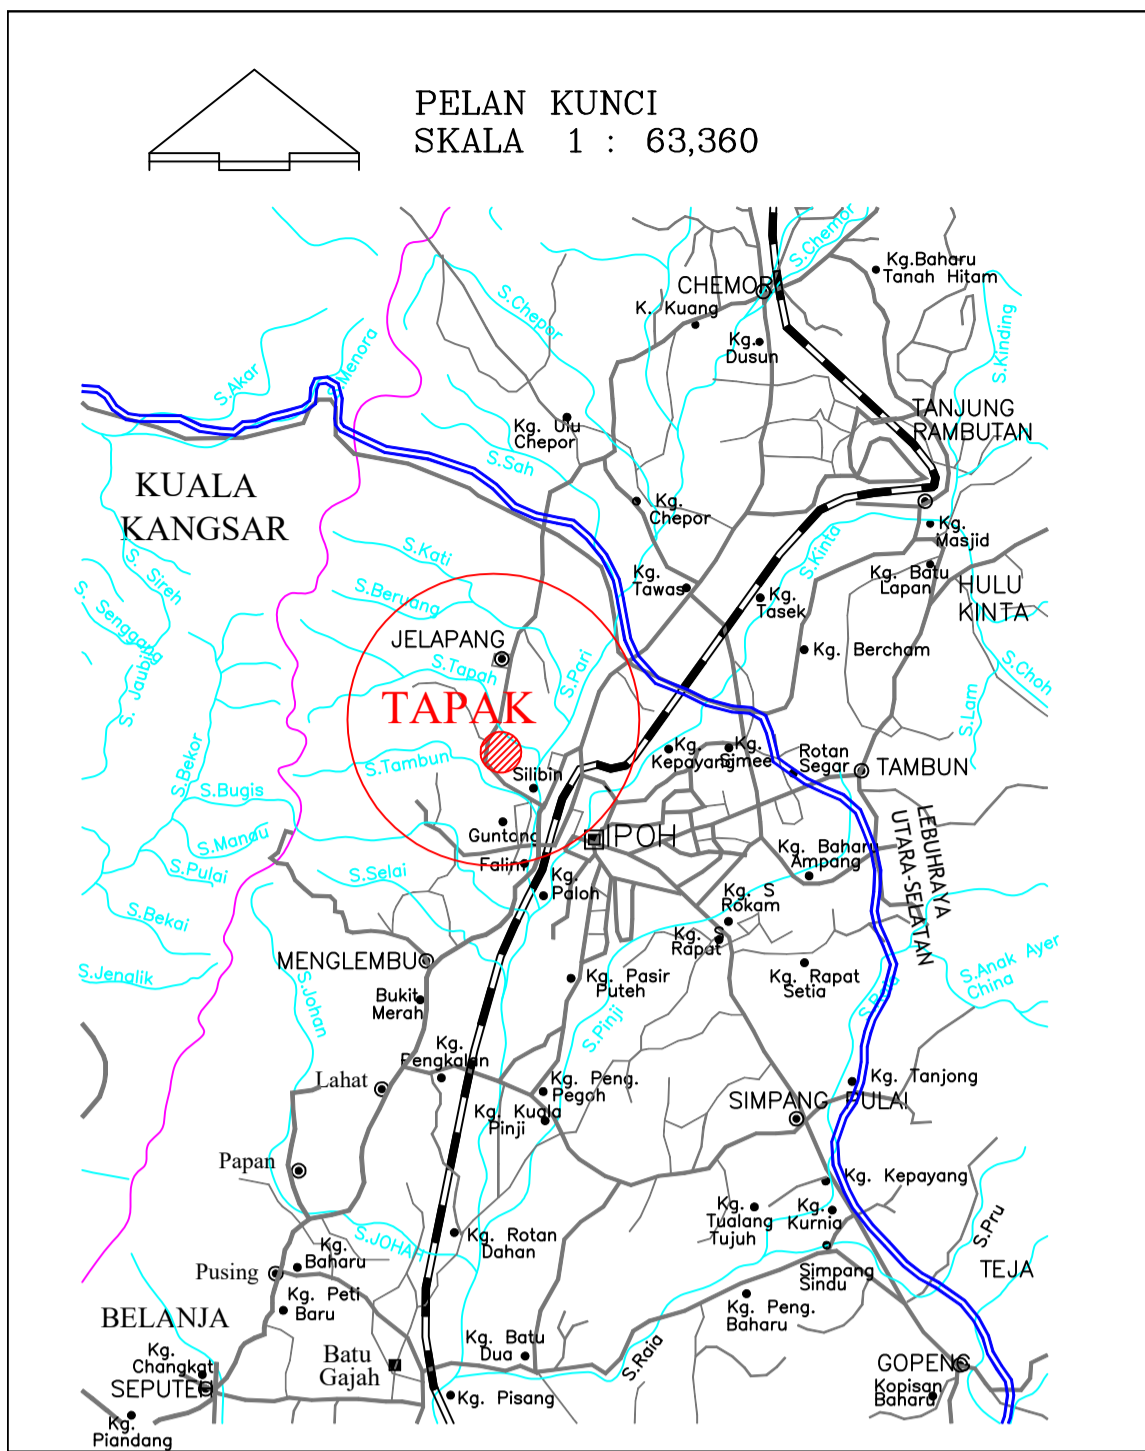 PELAN KUNCI
SKALA 1 : 63,360
S.Chemor
Kg.Baharu
Tanah Hitam
CHEMOR
S.Chepor
K. Kuang
Kg.
Dusun
S.Kinding
S.Menora
S.Akar
TANJUNG
RAMBUTAN
Kg. Ulu
Chepor
S.Sah
KUALA
KANGSAR
Kg.
Chepor
S.Kinta
Kg.
Masjid
S.Kati
S. Sireh
Kg.
Tawas
Kg. Batu
Lapan
HULU
KINTA
S.Beruang
Kg.
Tasek
S. Senggang
JELAPANG
S. Jaubi
S.Tapah
S.Pari
Kg. Bercham
S.Choh
S.Lam
TAPAK
S.Bekor
S.Tambun
Silibin
Kg.
Kepayang
Kg.
Simee
Rotan
Segar
TAMBUN
S.Bugis
S.Manau
Guntong
IPOH
LEBUHRAYA
UTARA-SELATAN
S.Pulai
S.Selai
Falim
Kg.
Paloh
Kg. Baharu
Ampang
S.Bekai
Kg. S
Rokam
Kg. S
Rapat
S.Jenalik
MENGLEMBU
S.Johan
Bukit
Merah
Kg. Pasir
Puteh
Kg. Rapat
Setia
S.Anak Ayer
China
S.Pinji
Kg.
Pengkalan
Lahat
Kg. Peng.
Pegoh
Kg. Kuala
Pinji
Kg. Tanjong
SIMPANG PULAI
Papan
Kg. Kepayang
Kg.
Tualang
Tujuh
Kg.
Kurnia
S.Pru
S.JOHAH
Kg. Rotan
Dahan
Kg.
Baharu
Pusing
Simpang
Sindu
TEJA
Kg. Peti
Baru
Kg. Peng.
Baharu
BELANJA
Kg.
Changkat
Batu
Gajah
Kg. Batu
Dua
S.Raia
GOPENG
SEPUTEH
Kopisan
Baharu
Kg. Pisang
Kg.
Piandang